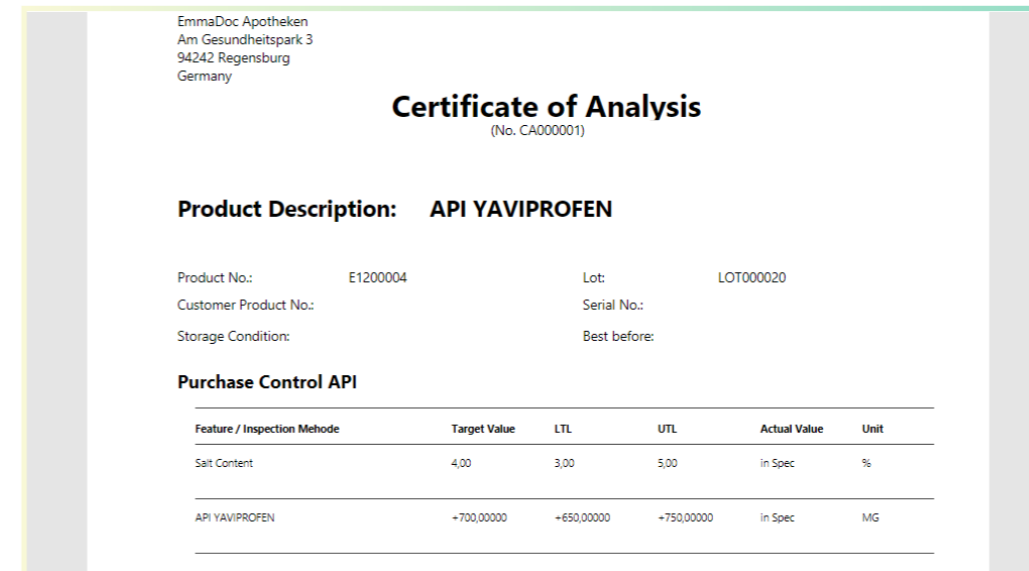 EmmaDoc Apotheken
Am Gesundheitspark 3
94242 Regensburg
Germany
Certificate of Analysis
(No. CA000001)
Product Description: API YAVIPROFEN
Product No.: E1200004 Lot: LOT000020
Customer Product No.: Serial No.:
Storage Condition: Best before:
Purchase Control API
Feature / Inspection Mehode Target Value LTL UTL Actual Value Unit
Salt Content 4,00 3,00 5,00 in Spec %
API YAVIPROFEN +700,00000 +650,00000 +750,00000 in Spec MG